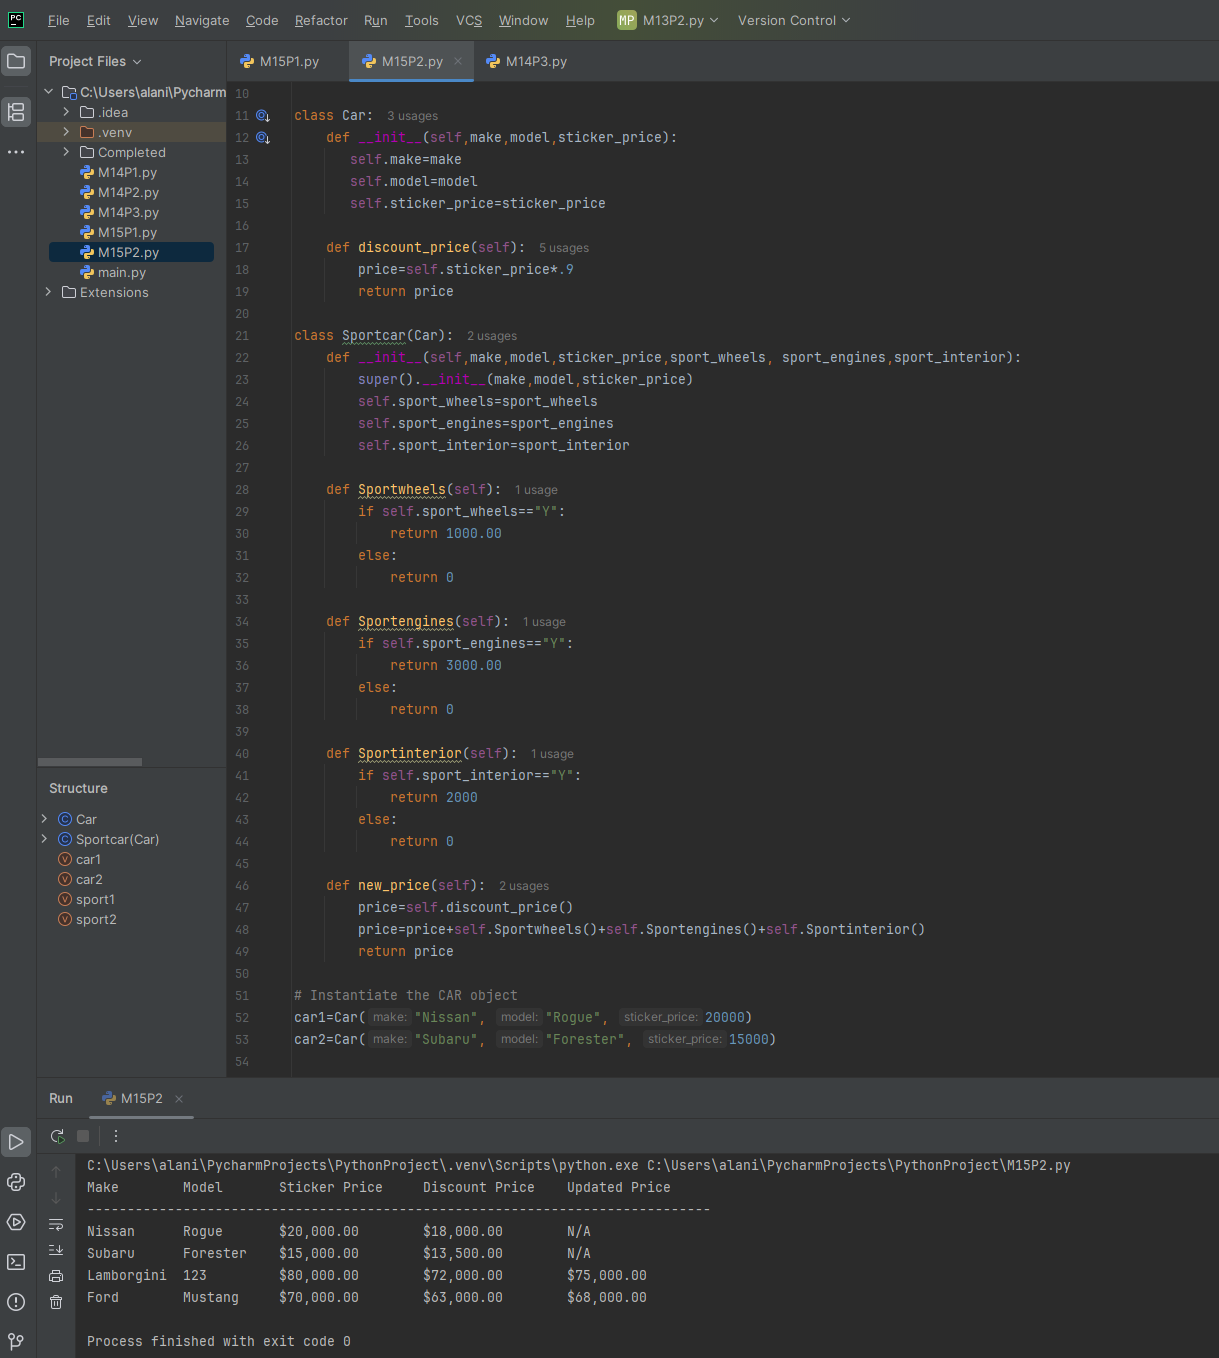 PC File Edit View Navigate Code Refactor Run Tools VCS Window Help MP M13P2.py Version Control
Project Files
C:\Users\alani\Pycharm
.idea
.venv
Completed
M14P1.py
M14P2.py
M14P3.py
M15P1.py
M15P2.py
main.py
Extensions
Structure
C Car
C Sportcar(Car)
V car1
V car2
V sport1
V sport2
M15P1.py M15P2.py M14P3.py
10
11 class Car: 3 usages
12 def __init__(self,make,model,sticker_price):
13 self.make=make
14 self.model=model
15 self.sticker_price=sticker_price
16
17 def discount_price(self): 5 usages
18 price=self.sticker_price*.9
19 return price
20
21 class Sportcar(Car): 2 usages
22 def __init__(self,make,model,sticker_price,sport_wheels, sport_engines,sport_interior):
23 super().__init__(make,model,sticker_price)
24 self.sport_wheels=sport_wheels
25 self.sport_engines=sport_engines
26 self.sport_interior=sport_interior
27
28 def Sportwheels(self): 1 usage
29 if self.sport_wheels=="Y":
30 return 1000.00
31 else:
32 return 0
33
34 def Sportengines(self): 1 usage
35 if self.sport_engines=="Y":
36 return 3000.00
37 else:
38 return 0
39
40 def Sportinterior(self): 1 usage
41 if self.sport_interior=="Y":
42 return 2000
43 else:
44 return 0
45
46 def new_price(self): 2 usages
47 price=self.discount_price()
48 price=price+self.Sportwheels()+self.Sportengines()+self.Sportinterior()
49 return price
50
51 # Instantiate the CAR object
52 car1=Car( make: "Nissan", model: "Rogue", sticker_price: 20000)
53 car2=Car( make: "Subaru", model: "Forester", sticker_price: 15000)
54
Run M15P2
C:\Users\alani\PycharmProjects\PythonProject\.venv\Scripts\python.exe C:\Users\alani\PycharmProjects\PythonProject\M15P2.py
Make Model Sticker Price Discount Price Updated Price
------------------------------------------------------------------------------
Nissan Rogue $20,000.00 $18,000.00 N/A
Subaru Forester $15,000.00 $13,500.00 N/A
Lamborgini 123 $80,000.00 $72,000.00 $75,000.00
Ford Mustang $70,000.00 $63,000.00 $68,000.00
Process finished with exit code 0